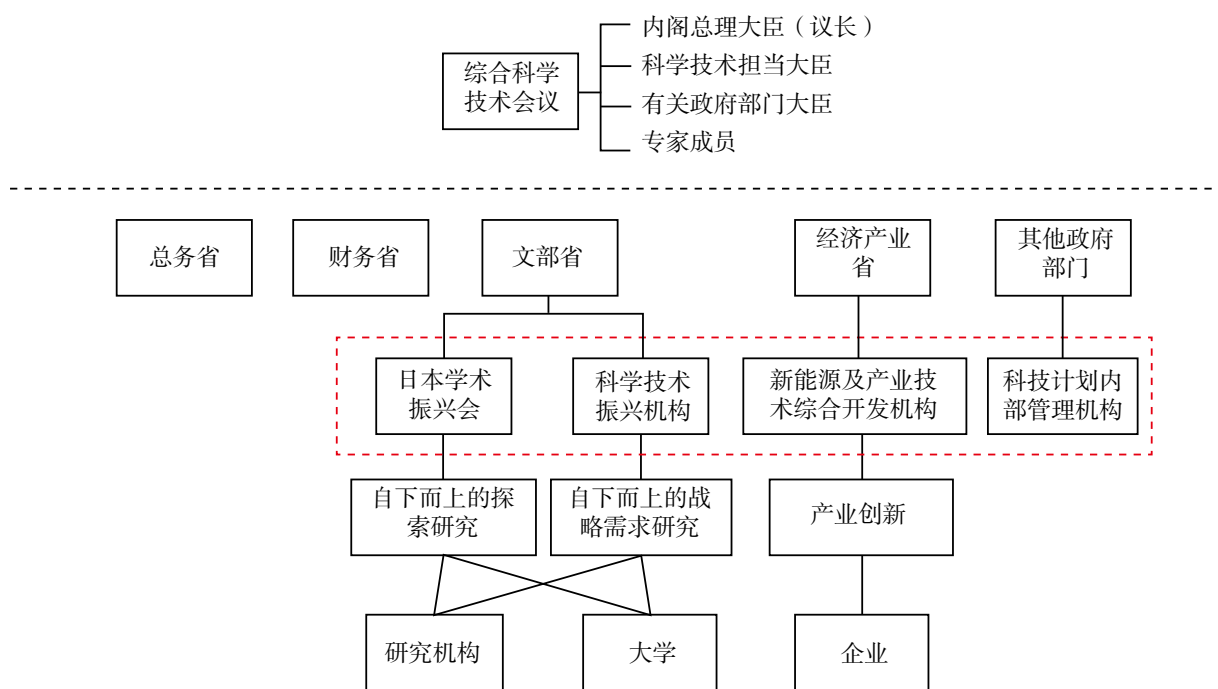 内阁总理大臣（议长）
综合科学
技术会议
科学技术担当大臣
有关政府部门大臣
专家成员
总务省
财务省
文部省
经济产业
省
其他政府
部门
日本学术
振兴会
科学技术
振兴机构
新能源及产业技
术综合开发机构
科技计划内
部管理机构
自下而上的探
索研究
自下而上的战
略需求研究
产业创新
研究机构
大学
企业